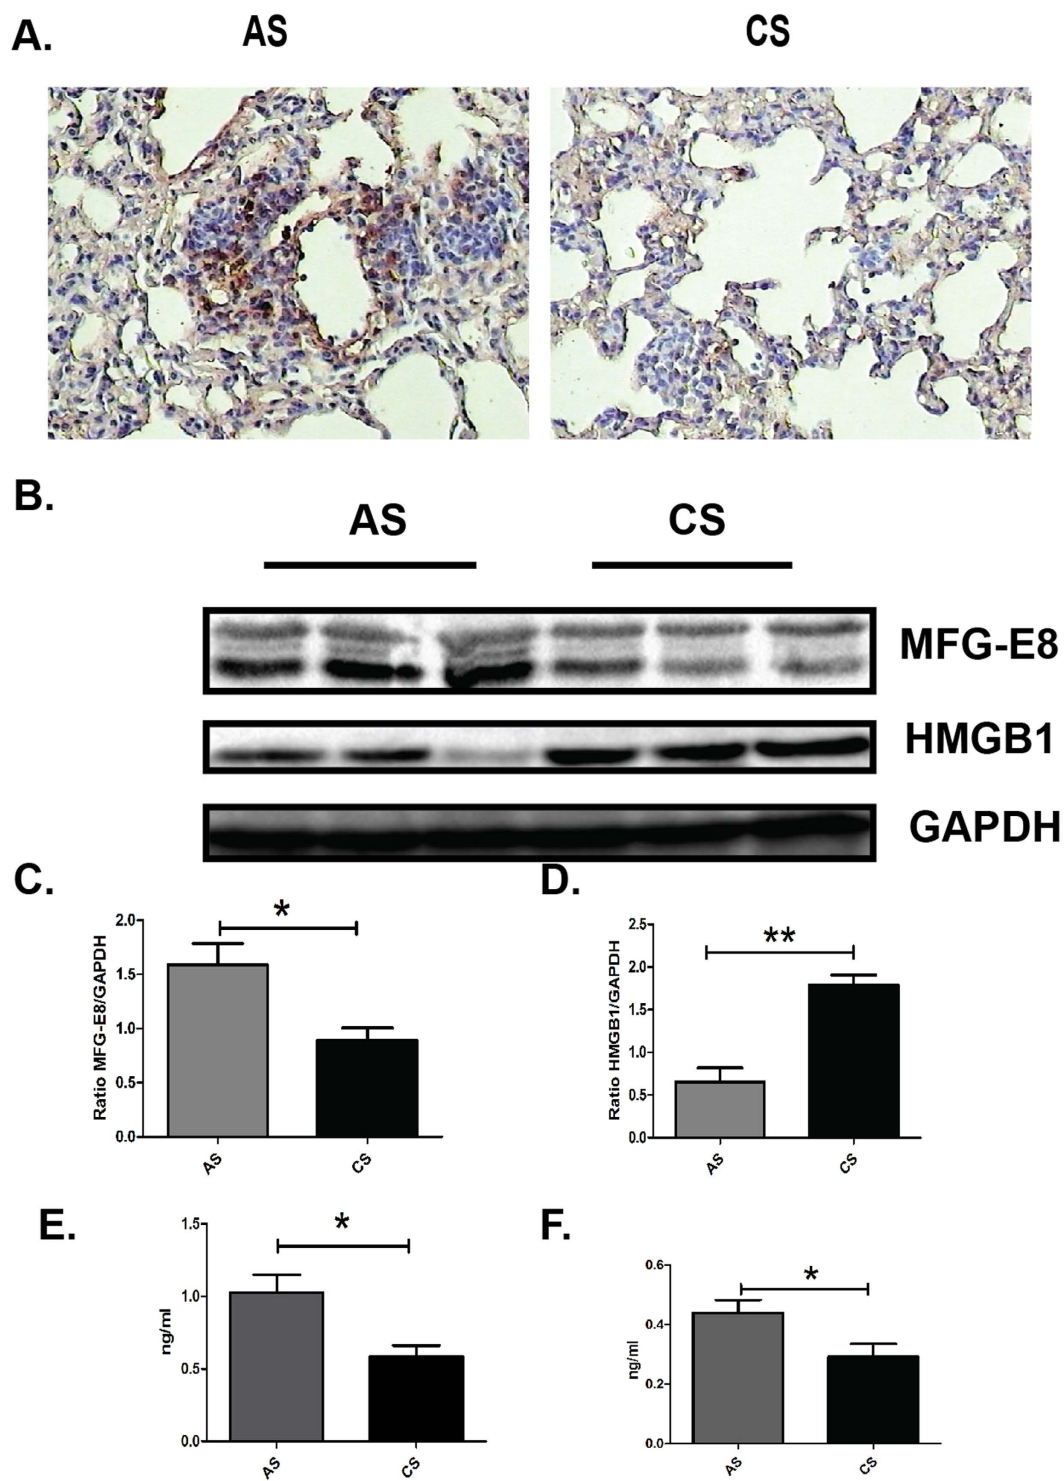 A.
AS
CS
B.
AS
CS
MFG-E8
HMGB1
GAPDH
C.
*
2.0
1.5
1.0
0.5
0.0
Ratio MFG-E8/GAPDH
AS
CS
D.
**
2.5
2.0
1.5
1.0
0.5
0.0
Ratio HMGB1/GAPDH
AS
CS
E.
*
1.5
1.0
0.5
0.0
ng/ml
AS
CS
F.
*
0.6
0.4
0.2
0.0
ng/ml
AS
CS